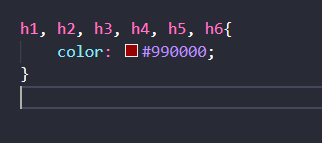 h1, h2, h3, h4, h5, h6{
    color: #990000;
}